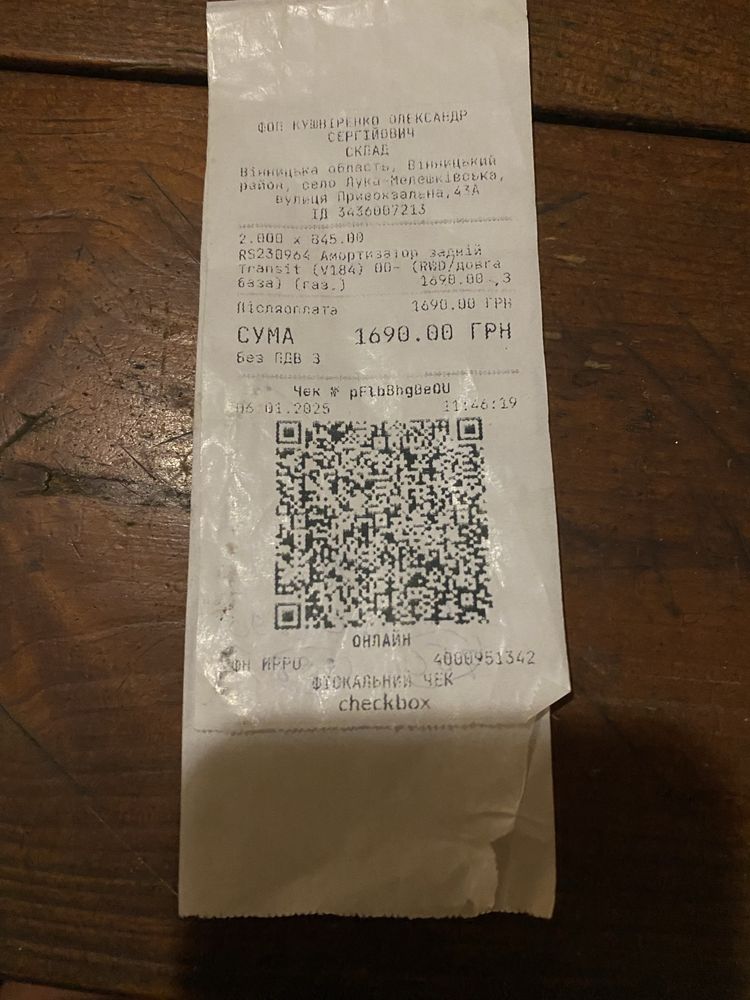 ФОП КУШНІРЕНКО ОЛЕКСАНДР
СЕРГІЙОВИЧ
СКЛАД
Вінницька область, Вінницький
район, село Лука-Мелешківська,
вулиця Привокзальна,43А
ІД 3436007213
2.000 x 845.00
RS230964 Амортизатор задній
Transit (V184) 00- (RWD/довга
база) (газ.) 1690.00 З
Післяоплата 1690.00 ГРН
СУМА 1690.00 ГРН
Без ПДВ З
Чек №
06.01.2025 11:46:19
ОНЛАЙН
ФН ПРРО 4000951342
ФІСКАЛЬНИЙ ЧЕК
checkbox